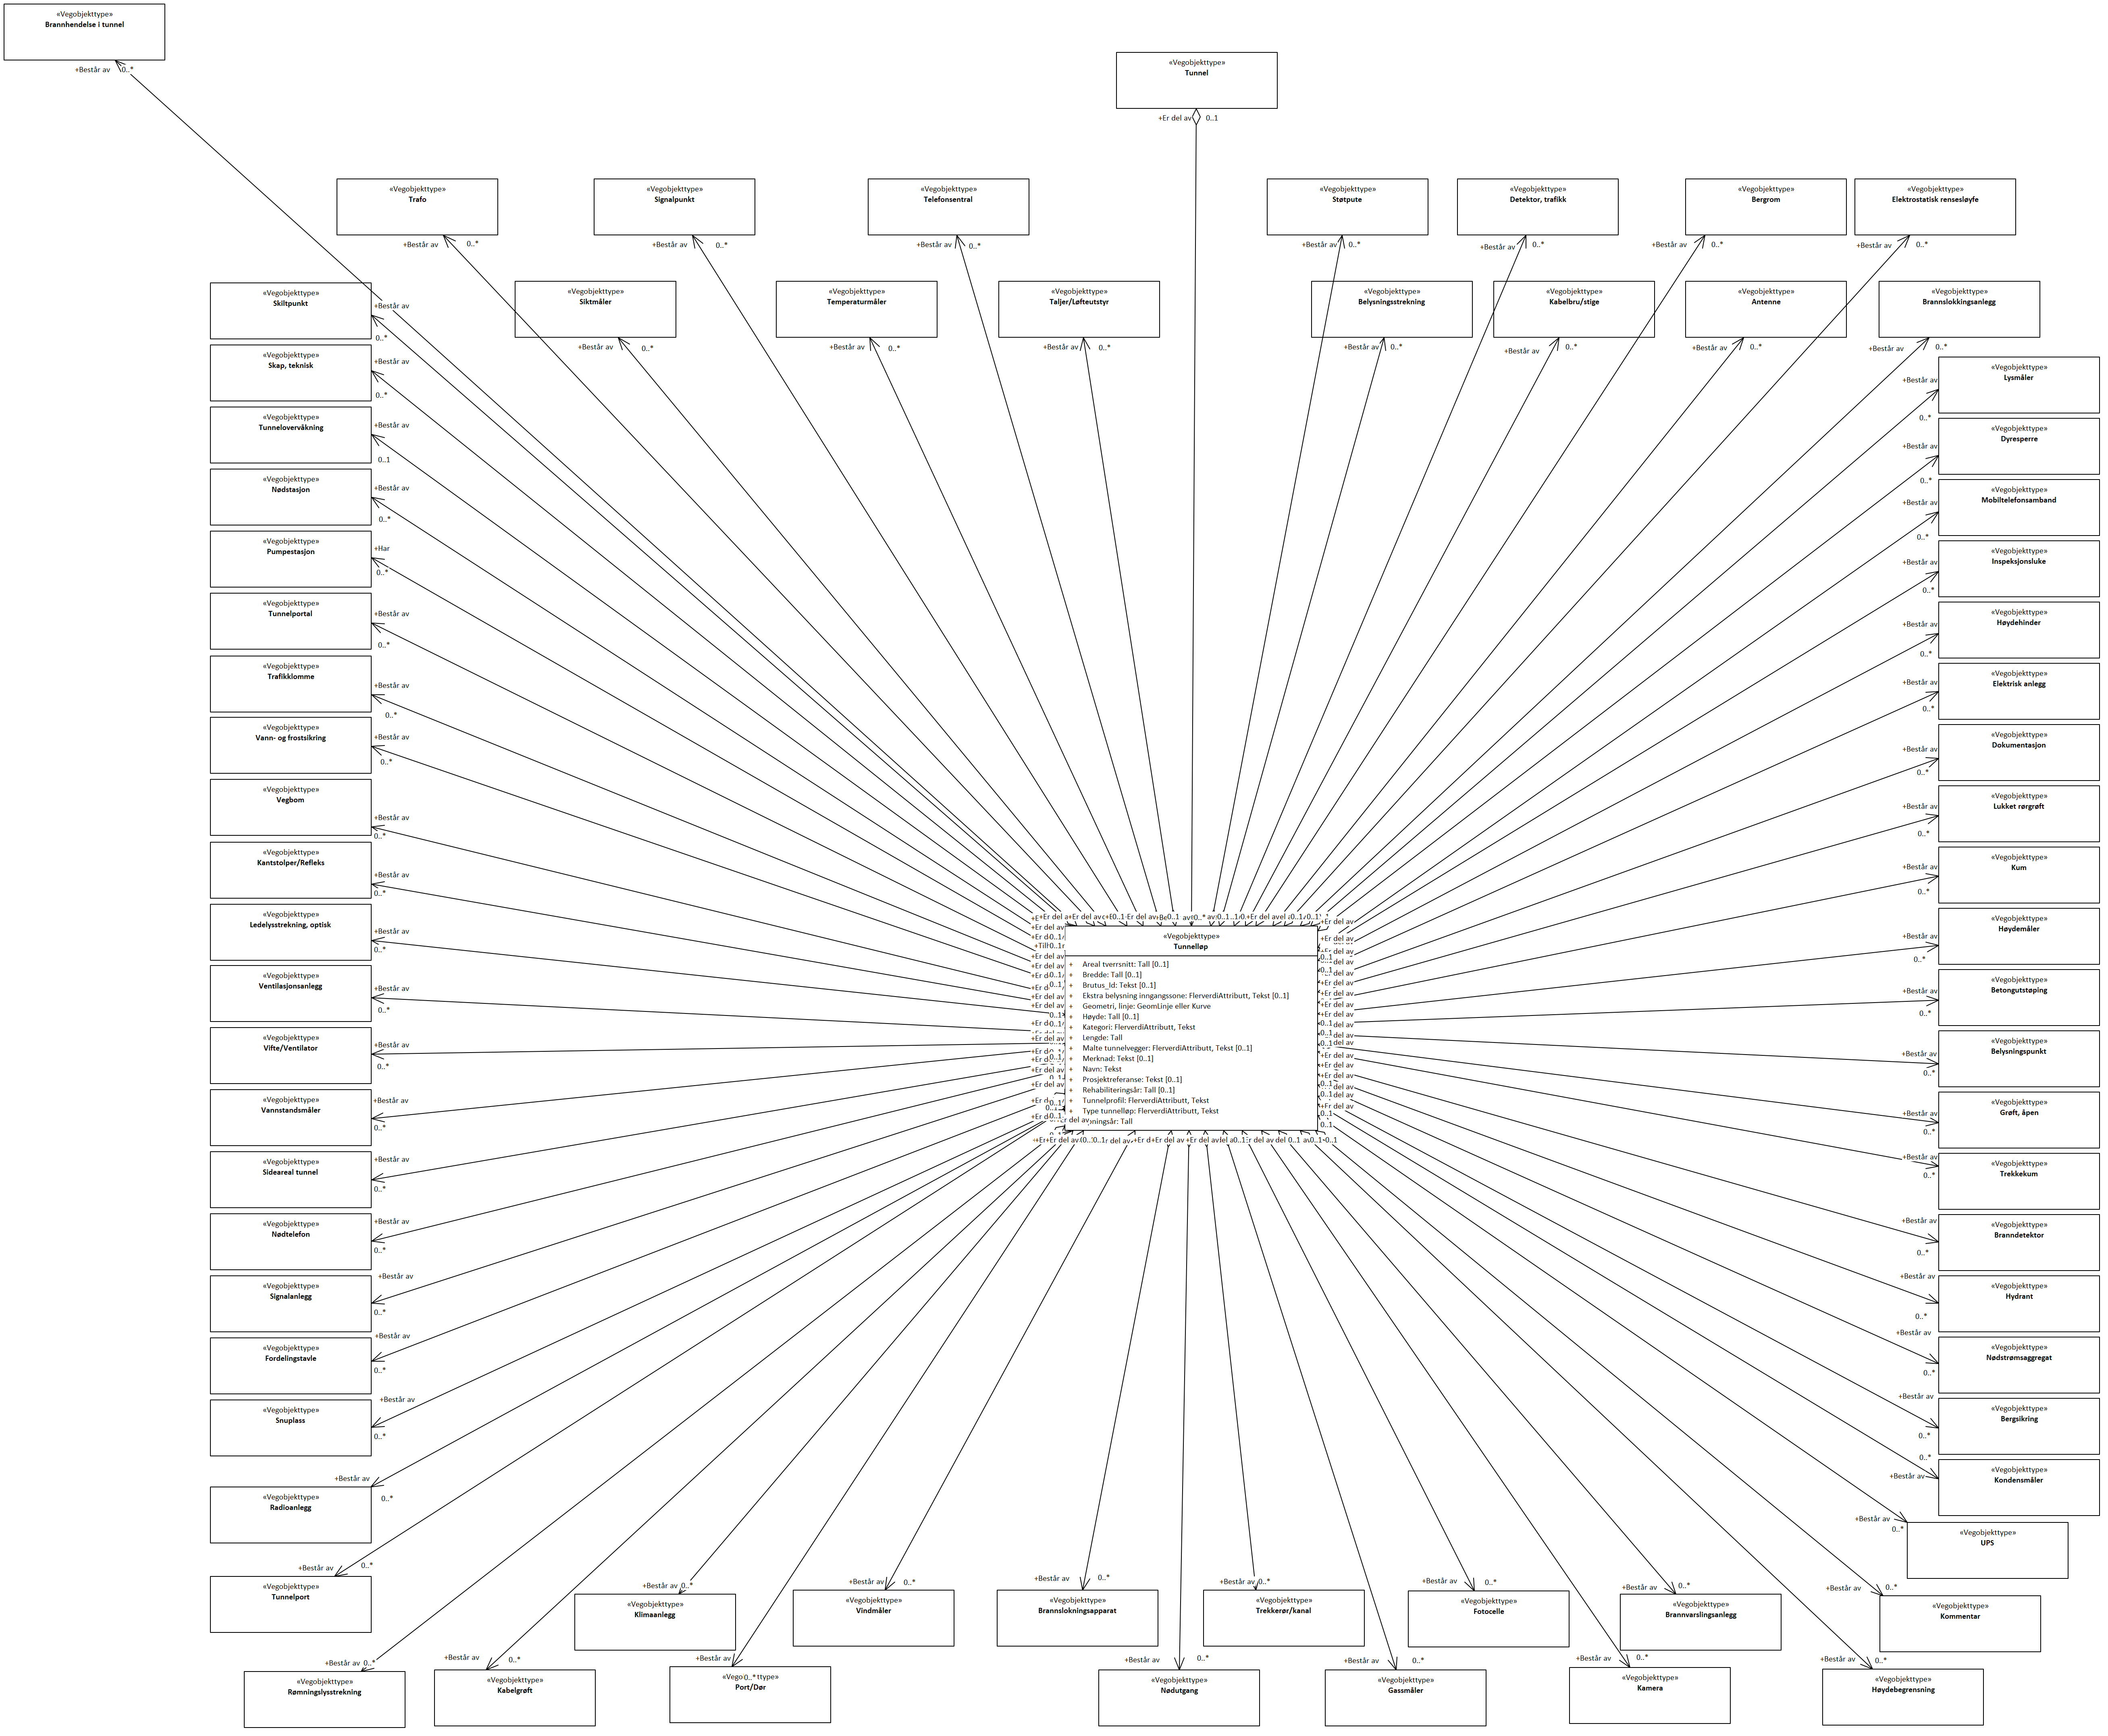 «Vegobjekttype»
Brannhendelse i tunnel
+Består av 0..*
«Vegobjekttype»
Tunnel
+Er del av 0..1
«Vegobjekttype»
Trafo
+Består av 0..*
«Vegobjekttype»
Signalpunkt
+Består av 0..*
«Vegobjekttype»
Telefonsentral
+Består av 0..*
«Vegobjekttype»
Støtpute
+Består av 0..*
«Vegobjekttype»
Detektor, trafikk
+Består av 0..*
«Vegobjekttype»
Bergrom
+Består av 0..*
«Vegobjekttype»
Elektrostatisk rensesløyfe
+Består av 0..*
«Vegobjekttype»
Siktmåler
+Består av 0..*
«Vegobjekttype»
Temperaturmåler
+Består av 0..*
«Vegobjekttype»
Taljer/Løfteutstyr
+Består av 0..*
«Vegobjekttype»
Belysningsstrekning
+Består av 0..*
«Vegobjekttype»
Kabelbru/stige
+Består av 0..*
«Vegobjekttype»
Antenne
+Består av 0..*
«Vegobjekttype»
Brannslokkingsanlegg
+Består av 0..*
«Vegobjekttype»
Skiltpunkt
+Består av
0..*
«Vegobjekttype»
Skap, teknisk
+Består av
0..*
«Vegobjekttype»
Tunnelovervåkning
+Består av
0..1
«Vegobjekttype»
Nødstasjon
+Består av
0..*
«Vegobjekttype»
Pumpestasjon
+Har
0..*
«Vegobjekttype»
Tunnelportal
+Består av
0..*
«Vegobjekttype»
Trafikklomme
+Består av
0..*
«Vegobjekttype»
Vann- og frostsikring
+Består av
0..*
«Vegobjekttype»
Vegbom
+Består av
0..*
«Vegobjekttype»
Kantstolper/Refleks
+Består av
0..*
«Vegobjekttype»
Ledelysstrekning, optisk
+Består av
0..*
«Vegobjekttype»
Ventilasjonsanlegg
+Består av
0..*
«Vegobjekttype»
Vifte/Ventilator
+Består av
0..*
«Vegobjekttype»
Vannstandsmåler
+Består av
0..*
«Vegobjekttype»
Sideareal tunnel
+Består av
0..*
«Vegobjekttype»
Nødtelefon
+Består av
0..*
«Vegobjekttype»
Signalanlegg
+Består av
0..*
«Vegobjekttype»
Fordelingstavle
+Består av
0..*
«Vegobjekttype»
Snuplass
+Består av
0..*
«Vegobjekttype»
Radioanlegg
+Består av
0..*
«Vegobjekttype»
Tunnelport
+Består av
0..*
«Vegobjekttype»
Tunnelløp
+ Areal tverrsnitt: Tall [0..1]
+ Bredde: Tall [0..1]
+ Brutus_Id: Tekst [0..1]
+ Ekstra belysning inngangssone: FlerverdiAttributt, Tekst [0..1]
+ Geometri, linje: GeomLinje eller Kurve
+ Høyde: Tall [0..1]
+ Kategori: FlerverdiAttributt, Tekst
+ Lengde: Tall
+ Malte tunnelvegger: FlerverdiAttributt, Tekst [0..1]
+ Merknad: Tekst [0..1]
+ Navn: Tekst
+ Prosjektreferanse: Tekst [0..1]
+ Rehabiliteringsår: Tall [0..1]
+ Tunnelprofil: FlerverdiAttributt, Tekst
+ Type tunnelløp: FlerverdiAttributt, Tekst
Tall
+Er del av
0..1
«Vegobjekttype»
Lysmåler
+Består av
0..*
«Vegobjekttype»
Dyresperre
+Består av
0..*
«Vegobjekttype»
Mobiltelefonsamband
+Består av
0..*
«Vegobjekttype»
Inspeksjonsluke
+Består av
0..*
«Vegobjekttype»
Høydehinder
+Består av
0..*
«Vegobjekttype»
Elektrisk anlegg
+Består av
0..*
«Vegobjekttype»
Dokumentasjon
+Består av
0..*
«Vegobjekttype»
Lukket rørgrøft
+Består av
0..*
«Vegobjekttype»
Kum
+Består av
0..*
«Vegobjekttype»
Høydemåler
+Består av
0..*
«Vegobjekttype»
Betongutstøping
+Består av
0..*
«Vegobjekttype»
Belysningspunkt
+Består av
0..*
«Vegobjekttype»
Grøft, åpen
+Består av
0..*
«Vegobjekttype»
Trekkekum
+Består av
0..*
«Vegobjekttype»
Branndetektor
+Består av
0..*
«Vegobjekttype»
Hydrant
+Består av
0..*
«Vegobjekttype»
Nødstrømsaggregat
+Består av
0..*
«Vegobjekttype»
Bergsikring
+Består av
0..*
«Vegobjekttype»
Kondensmåler
+Består av
0..*
«Vegobjekttype»
UPS
+Består av
0..*
«Vegobjekttype»
Klimaanlegg
+Består av 0..*
«Vegobjekttype»
Vindmåler
+Består av 0..*
«Vegobjekttype»
Brannslokningsapparat
+Består av 0..*
«Vegobjekttype»
Trekkerør/kanal
+Består av 0..*
«Vegobjekttype»
Fotocelle
+Består av 0..*
«Vegobjekttype»
Brannvarslingsanlegg
+Består av 0..*
«Vegobjekttype»
Kommentar
+Består av 0..*
«Vegobjekttype»
Rømningslysstrekning
+Består av 0..*
«Vegobjekttype»
Kabelgrøft
+Består av 0..*
Port/Dør
+Består av 0..*
«Vegobjekttype»
Nødutgang
+Består av 0..*
«Vegobjekttype»
Gassmåler
+Består av 0..*
«Vegobjekttype»
Kamera
+Består av 0..*
«Vegobjekttype»
Høydebegrensning
+Består av 0..*